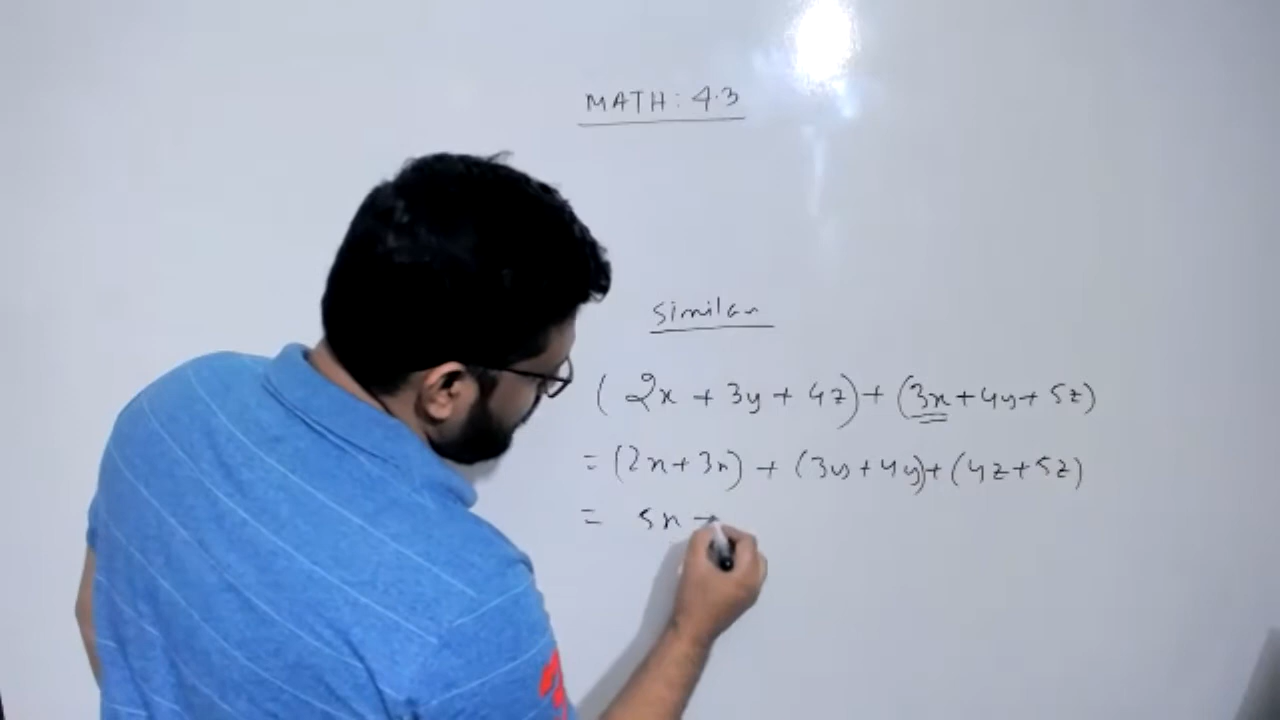 MATH: 4.3
Similar
(2x + 3y + 4z) + (3x + 4y + 5z)
= (2x + 3x) + (3y + 4y) + (4z + 5z)
= 5x +